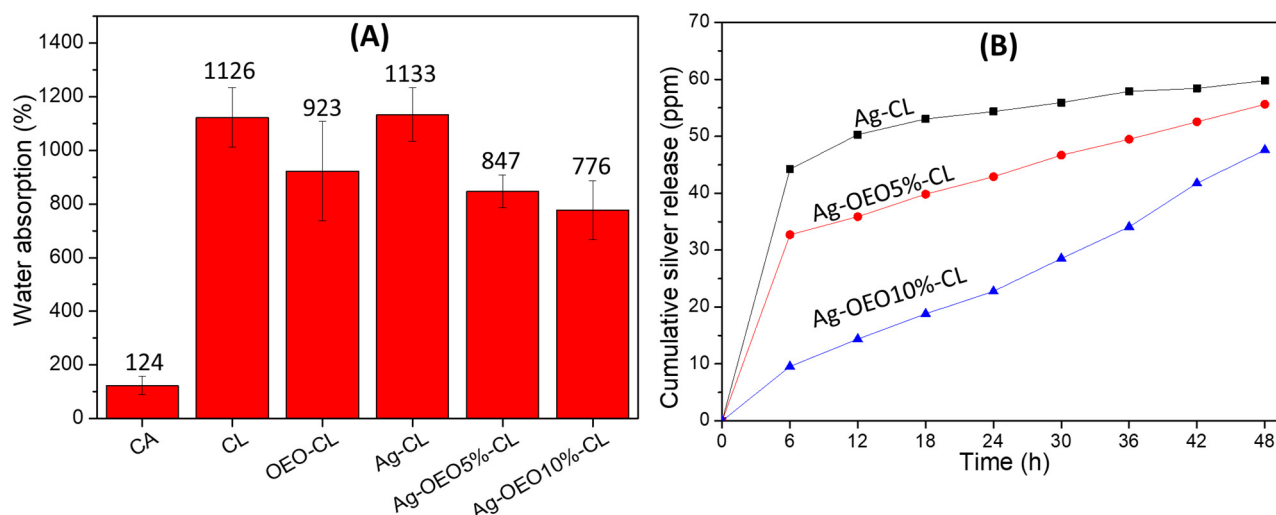 (A)
Water absorption (%)
1400
1200
1000
800
600
400
200
0
124
1126
923
1133
847
776
CA
CL
OEO-CL
Ag-CL
Ag-OEO5%-CL
Ag-OEO10%-CL
(B)
Cumulative silver release (ppm)
70
60
50
40
30
20
10
0
Ag-CL
Ag-OEO5%-CL
Ag-OEO10%-CL
0 6 12 18 24 30 36 42 48
Time (h)